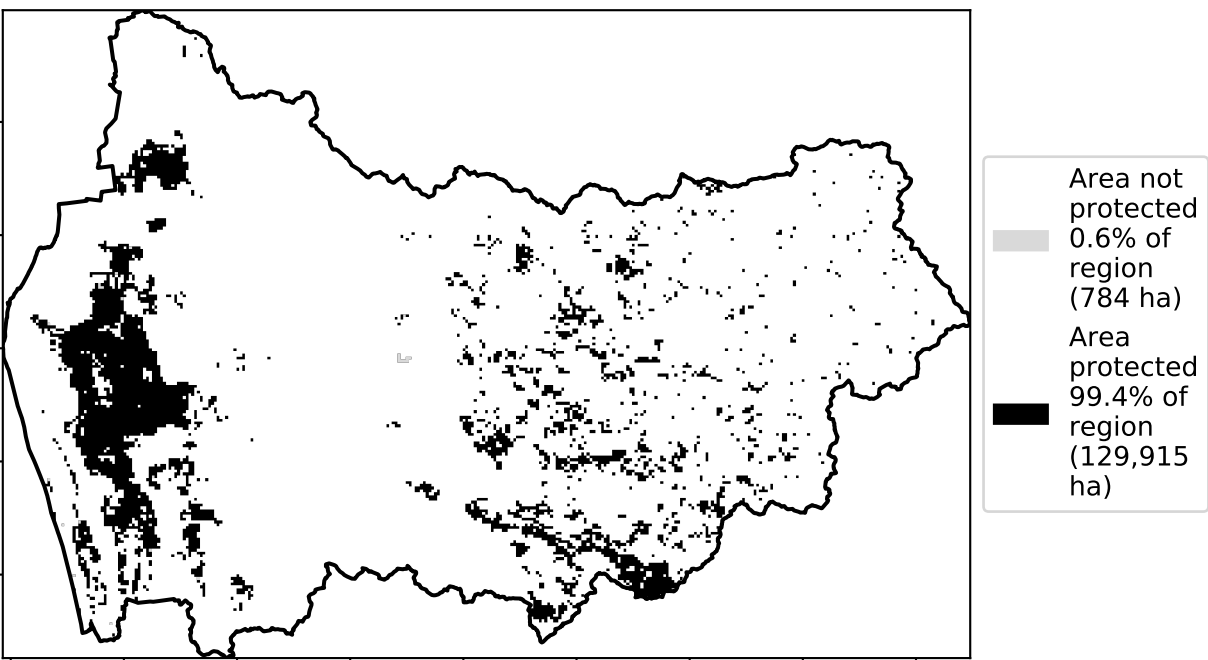 Area not
protected
0.6% of
region
(784 ha)
Area
protected
99.4% of
region
(129,915
ha)